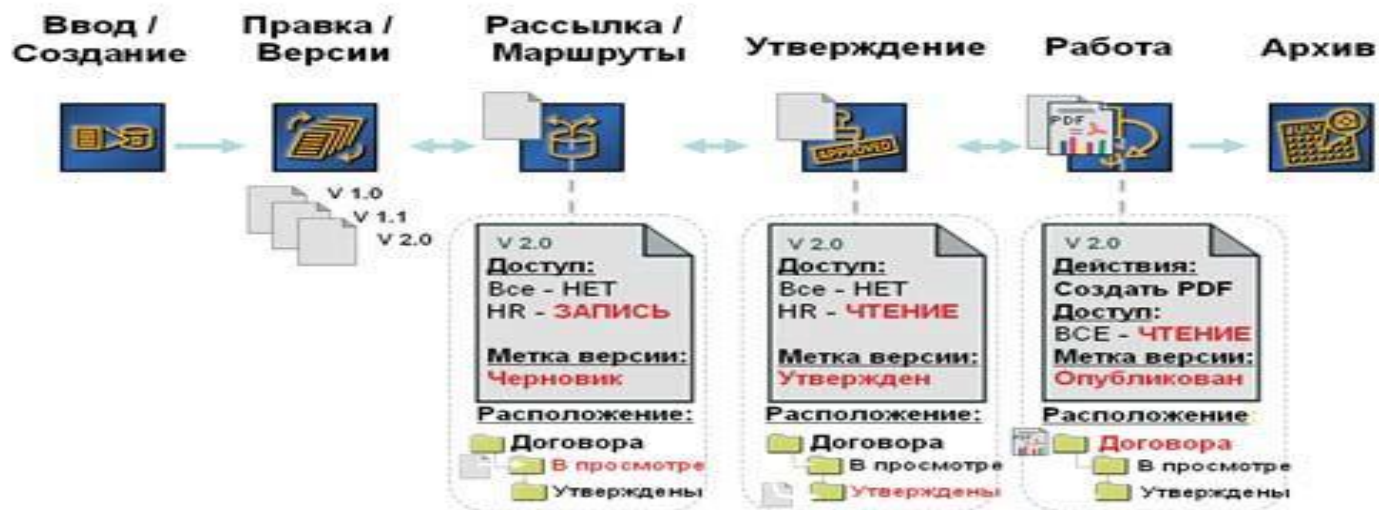 Ввод /
Создание
Правка /
Версии
Рассылка /
Маршруты
Утверждение
Работа
Архив
APPROVED
PDF
BULK
V 1.0
V 1.1
V 2.0
V 2.0
Доступ:
Все - НЕТ
HR - ЗАПИСЬ
Метка версии:
Черновик
Расположение:
Договора
В просмотре
Утверждены
V 2.0
Доступ:
Все - НЕТ
HR - ЧТЕНИЕ
Метка версии:
Утвержден
Расположение:
Договора
В просмотре
Утверждены
V 2.0
Действия:
Создать PDF
Доступ:
ВСЕ - ЧТЕНИЕ
Метка версии:
Опубликован
Расположение:
Договора
В просмотре
Утверждены